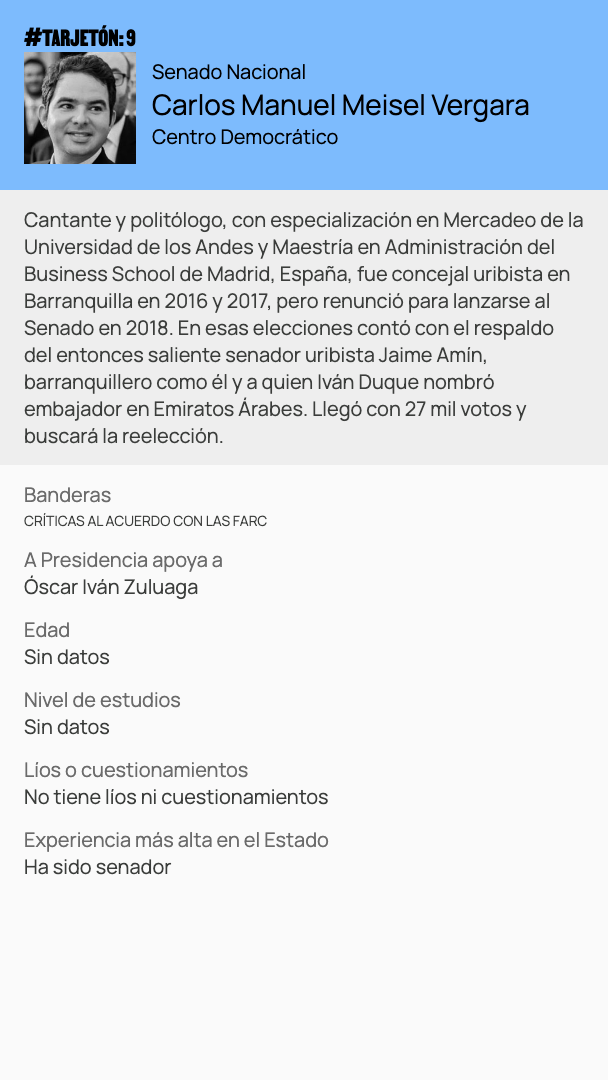 #TARJETÓN: 9
Senado Nacional
Carlos Manuel Meisel Vergara
Centro Democrático
Cantante y politólogo, con especialización en Mercadeo de la
Universidad de los Andes y Maestría en Administración del
Business School de Madrid, España, fue concejal uribista en
Barranquilla en 2016 y 2017, pero renunció para lanzarse al
Senado en 2018. En esas elecciones contó con el respaldo
del entonces saliente senador uribista Jaime Amín,
barranquillero como él y a quien Iván Duque nombró
embajador en Emiratos Árabes. Llegó con 27 mil votos y
buscará la reelección.
Banderas
CRÍTICAS AL ACUERDO CON LAS FARC
A Presidencia apoya a
Óscar Iván Zuluaga
Edad
Sin datos
Nivel de estudios
Sin datos
Líos o cuestionamientos
No tiene líos ni cuestionamientos
Experiencia más alta en el Estado
Ha sido senador